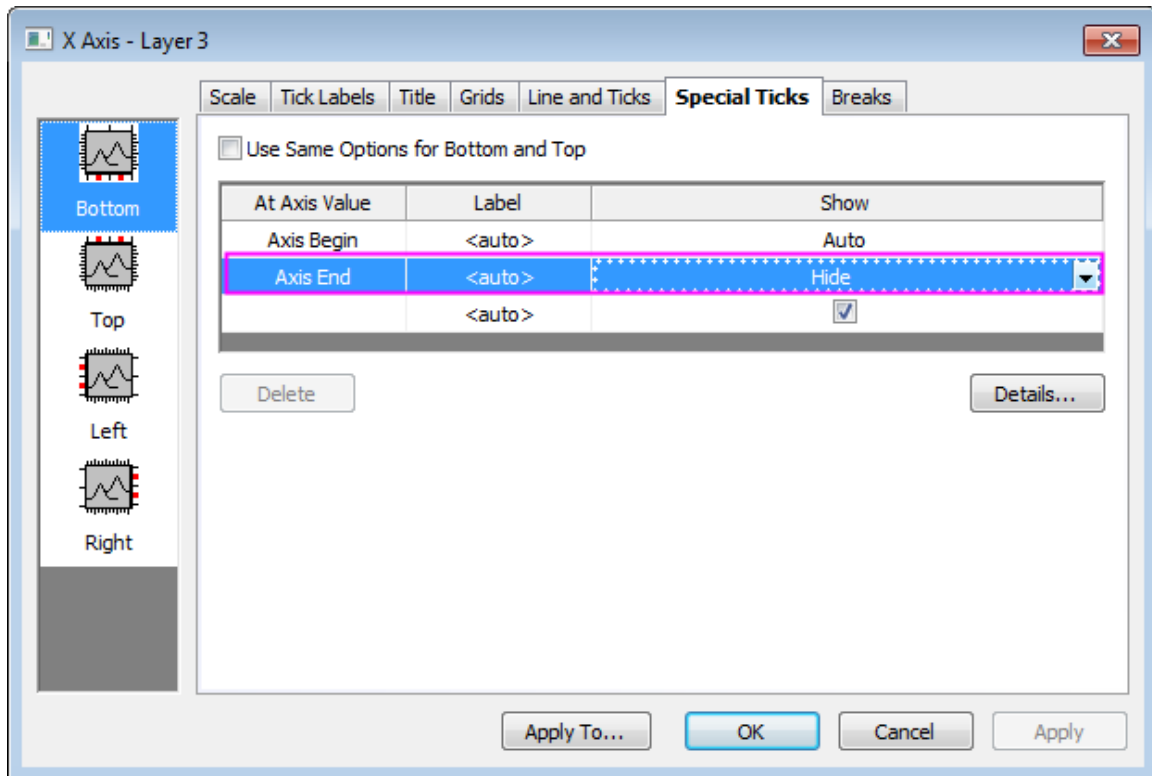 X Axis - Layer 3
Scale Tick Labels Title Grids Line and Ticks Special Ticks Breaks
Bottom
Top
Left
Right
Use Same Options for Bottom and Top
At Axis Value Label Show
Axis Begin <auto> Auto
Axis End <auto> Hide
<auto>
Delete Details...
Apply To... OK Cancel Apply